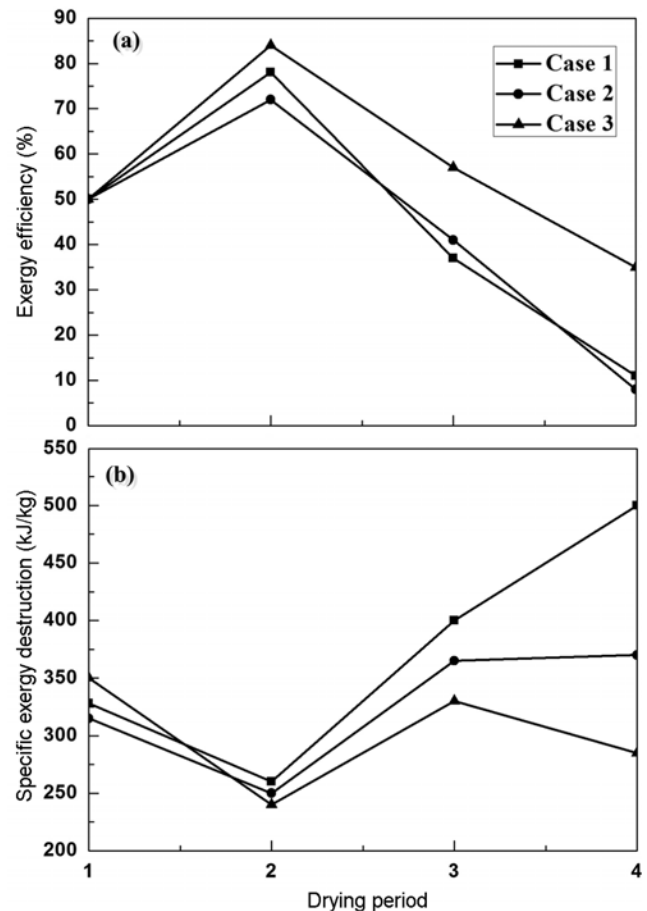 (a)
Exergy efficiency (%)
90
80
70
60
50
40
30
20
10
0
Case 1
Case 2
Case 3
(b)
Specific exergy destruction (kJ/kg)
550
500
450
400
350
300
250
200
1 2 3 4
Drying period